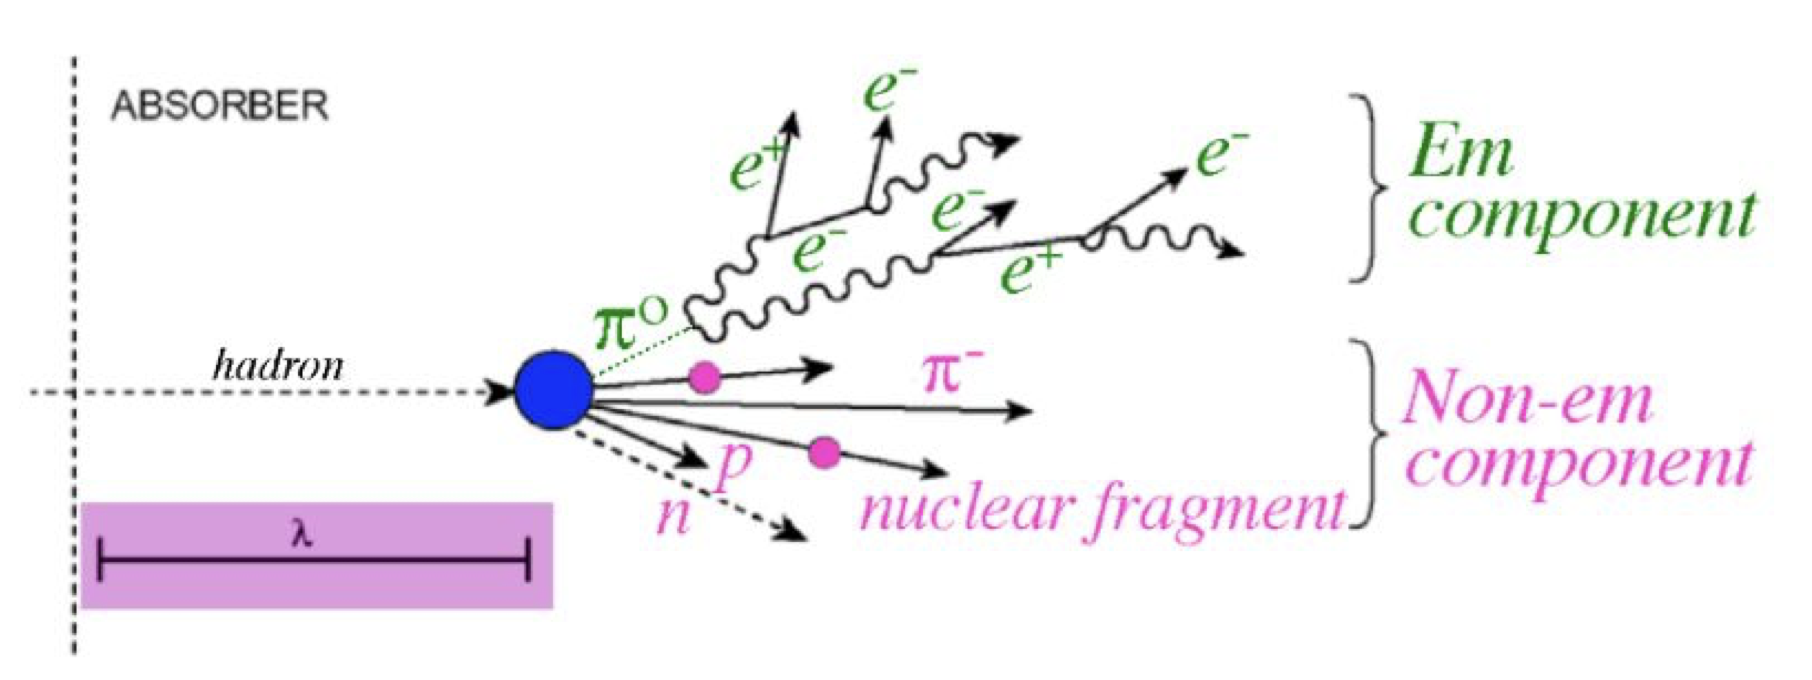 ABSORBER
e⁻
e⁺
e⁻
e⁻
e⁻
e⁺
Em
component
π⁰
hadron
π⁻
Non-em
component
p
n
nuclear fragment
λ